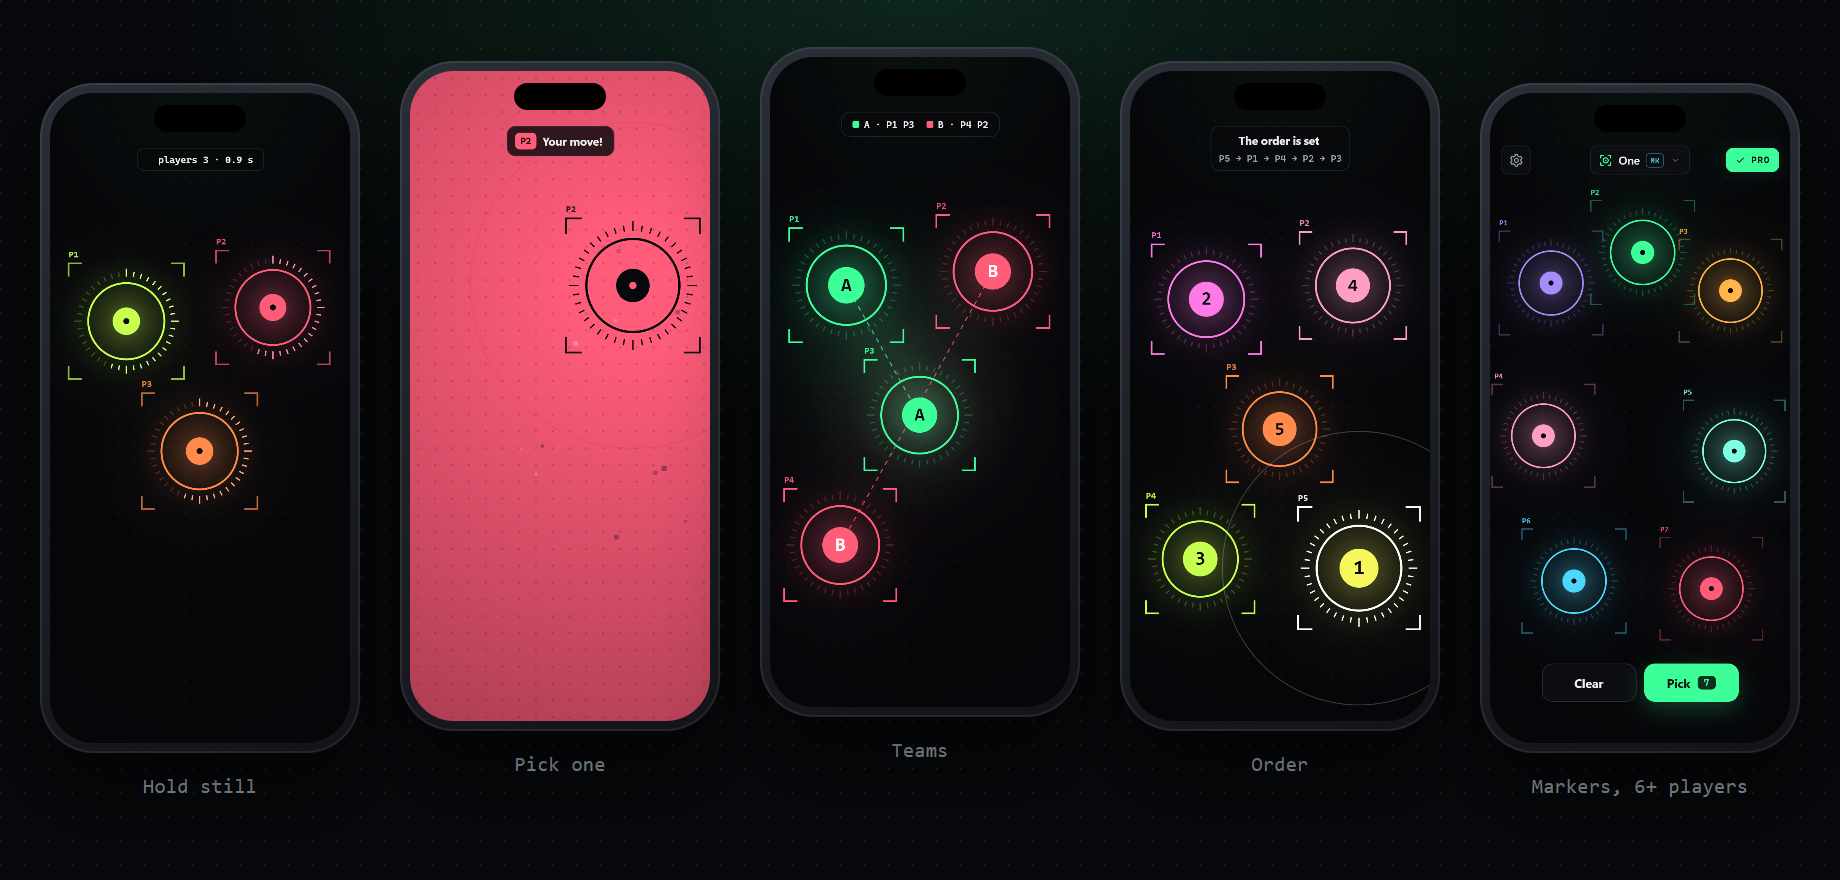 players 3 · 0.9 s
P1
P2
P3
Hold still
P2 Your move!
P2
Pick one
A · P1 P3 B · P4 P2
P1
A
P2
B
P3
A
P4
B
Teams
The order is set
P5 → P1 → P4 → P2 → P3
P1
2
P2
4
P3
5
P4
3
P5
1
Order
One MK
PRO
P1
P2
P3
P4
P5
P6
P7
Clear
Pick 7
Markers, 6+ players